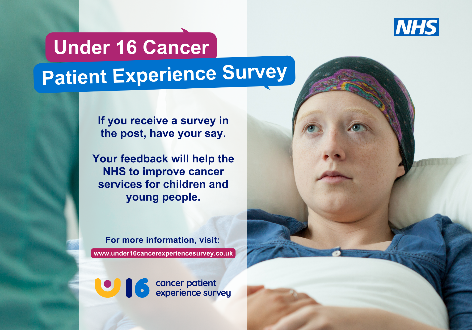 NHS
Under 16 Cancer
Patient Experience Survey
If you receive a survey in
the post, have your say.
Your feedback will help the
NHS to improve cancer
services for children and
young people.
For more information, visit:
www.under16cancerexperiencesurvey.co.uk
U16 cancer patient
experience survey